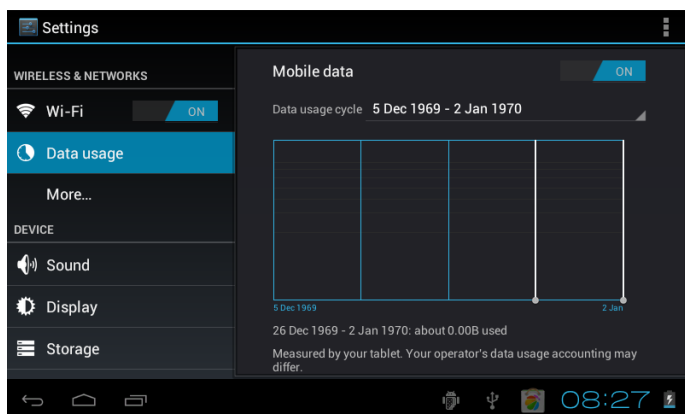 Settings
WIRELESS & NETWORKS
Wi-Fi ON
Data usage
More...
DEVICE
Sound
Display
Storage
Mobile data ON
Data usage cycle 5 Dec 1969 - 2 Jan 1970
5 Dec 1969 2 Jan
26 Dec 1969 - 2 Jan 1970: about 0.00B used
Measured by your tablet. Your operator's data usage accounting may
differ.
08:27